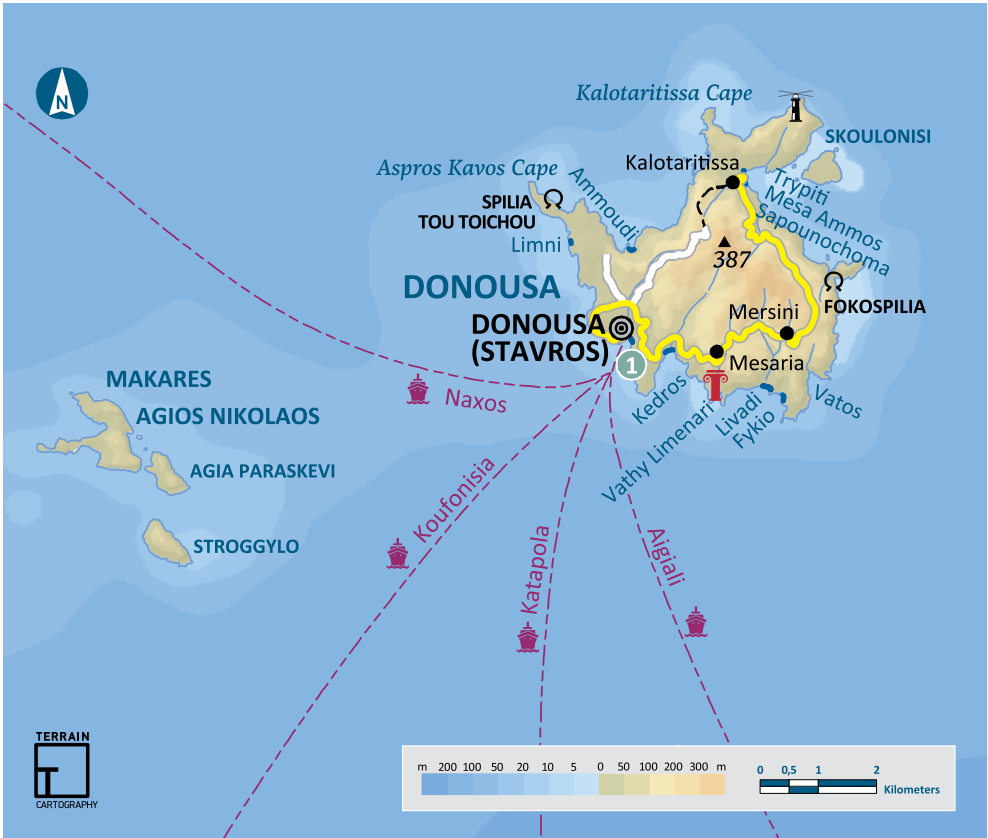 N
Kalotaritissa Cape
SKOULONISI
Kalotaritissa
Aspros Kavos Cape
Ammoudi
Trypiti
Mesa Ammos
Sapounochoma
SPILIA
TOU TOICHOU
Limni
387
DONOUSA
FOKOSPILIA
Mersini
DONOUSA
(STAVROS)
1
Mesaria
MAKARES
AGIOS NIKOLAOS
Naxos
Kedros
Vathy Limenari
Livadi
Fykio
Vatos
AGIA PARASKEVI
Koufonisia
STROGGYLO
Katapola
Aigiali
TERRAIN
T
CARTOGRAPHY
m 200 100 50 20 10 5 0 50 100 200 300 m
0 0,5 1 2
Kilometers